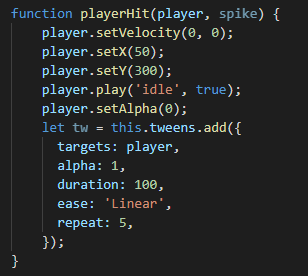 function playerHit(player, spike) {
    player.setVelocity(0, 0);
    player.setX(50);
    player.setY(300);
    player.play('idle', true);
    player.setAlpha(0);
    let tw = this.tweens.add({
      targets: player,
      alpha: 1,
      duration: 100,
      ease: 'Linear',
      repeat: 5,
    });
}